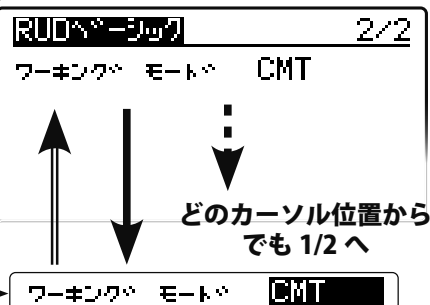 RUDベーシック 2/2
ワーキング モード CMT
どのカーソル位置から
でも 1/2 へ
ワーキング モード CMT